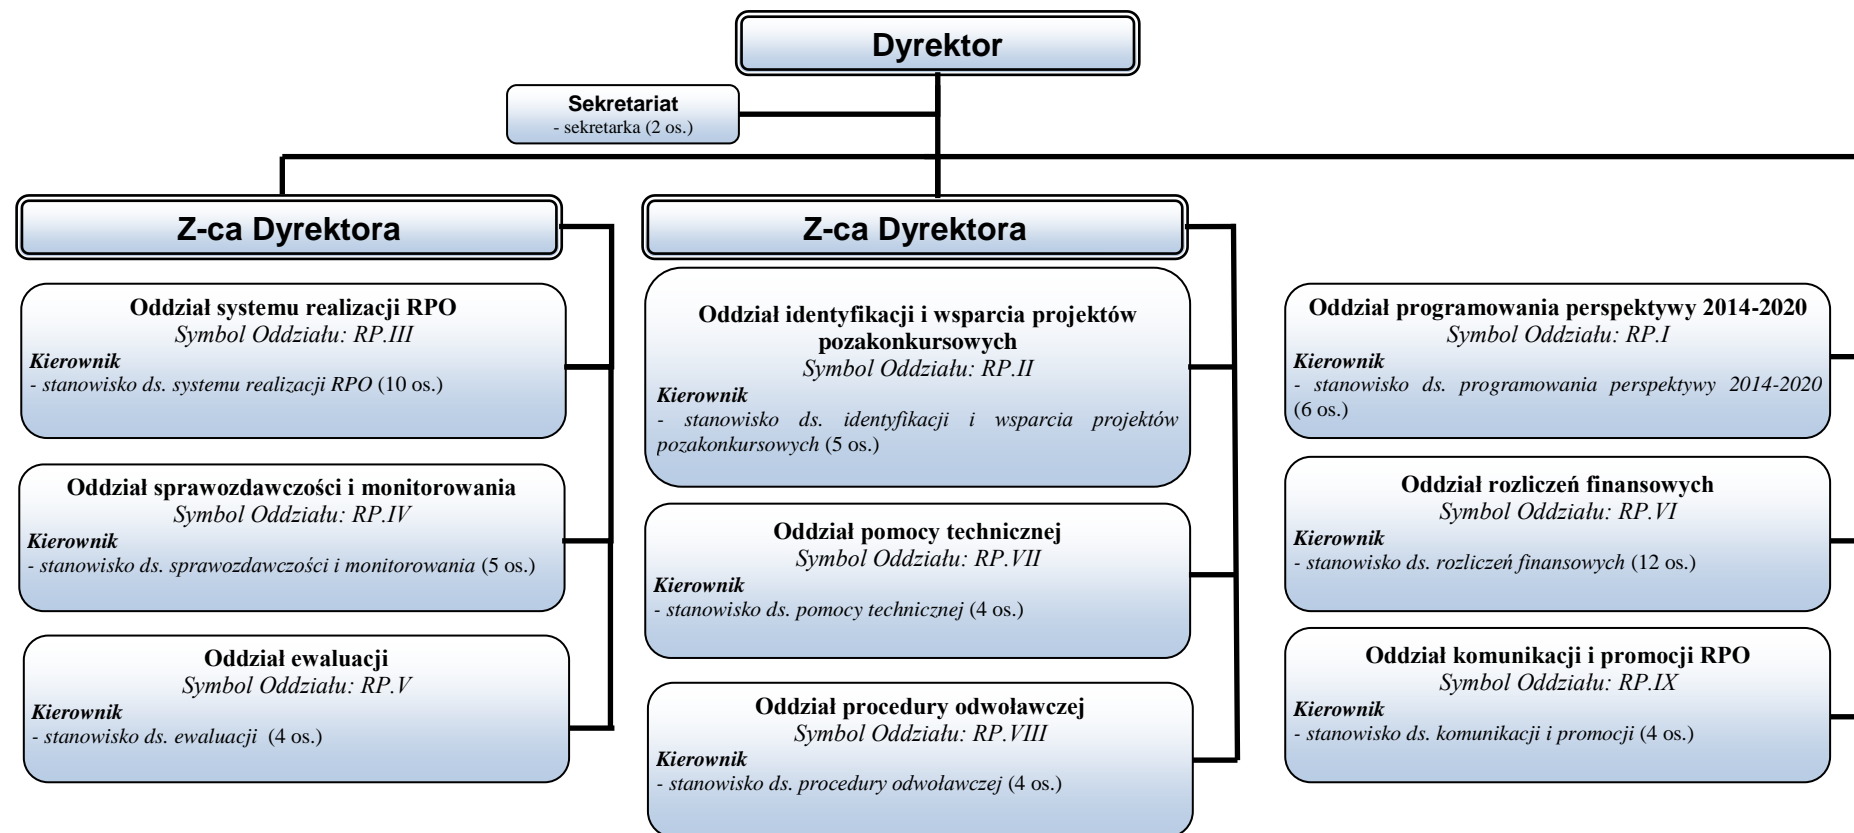 Dyrektor
Sekretariat
- sekretarka (2 os.)
Z-ca Dyrektora
Oddział systemu realizacji RPO
Symbol Oddziału: RP.III
Kierownik
- stanowisko ds. systemu realizacji RPO (10 os.)
Oddział sprawozdawczości i monitorowania
Symbol Oddziału: RP.IV
Kierownik
- stanowisko ds. sprawozdawczości i monitorowania (5 os.)
Oddział ewaluacji
Symbol Oddziału: RP.V
Kierownik
- stanowisko ds. ewaluacji (4 os.)
Z-ca Dyrektora
Oddział identyfikacji i wsparcia projektów
pozakonkursowych
Symbol Oddziału: RP.II
Kierownik
- stanowisko ds. identyfikacji i wsparcia projektów
pozakonkursowych (5 os.)
Oddział pomocy technicznej
Symbol Oddziału: RP.VII
Kierownik
- stanowisko ds. pomocy technicznej (4 os.)
Oddział procedury odwoławczej
Symbol Oddziału: RP.VIII
Kierownik
- stanowisko ds. procedury odwoławczej (4 os.)
Oddział programowania perspektywy 2014-2020
Symbol Oddziału: RP.I
Kierownik
- stanowisko ds. programowania perspektywy 2014-2020
(6 os.)
Oddział rozliczeń finansowych
Symbol Oddziału: RP.VI
Kierownik
- stanowisko ds. rozliczeń finansowych (12 os.)
Oddział komunikacji i promocji RPO
Symbol Oddziału: RP.IX
Kierownik
- stanowisko ds. komunikacji i promocji (4 os.)